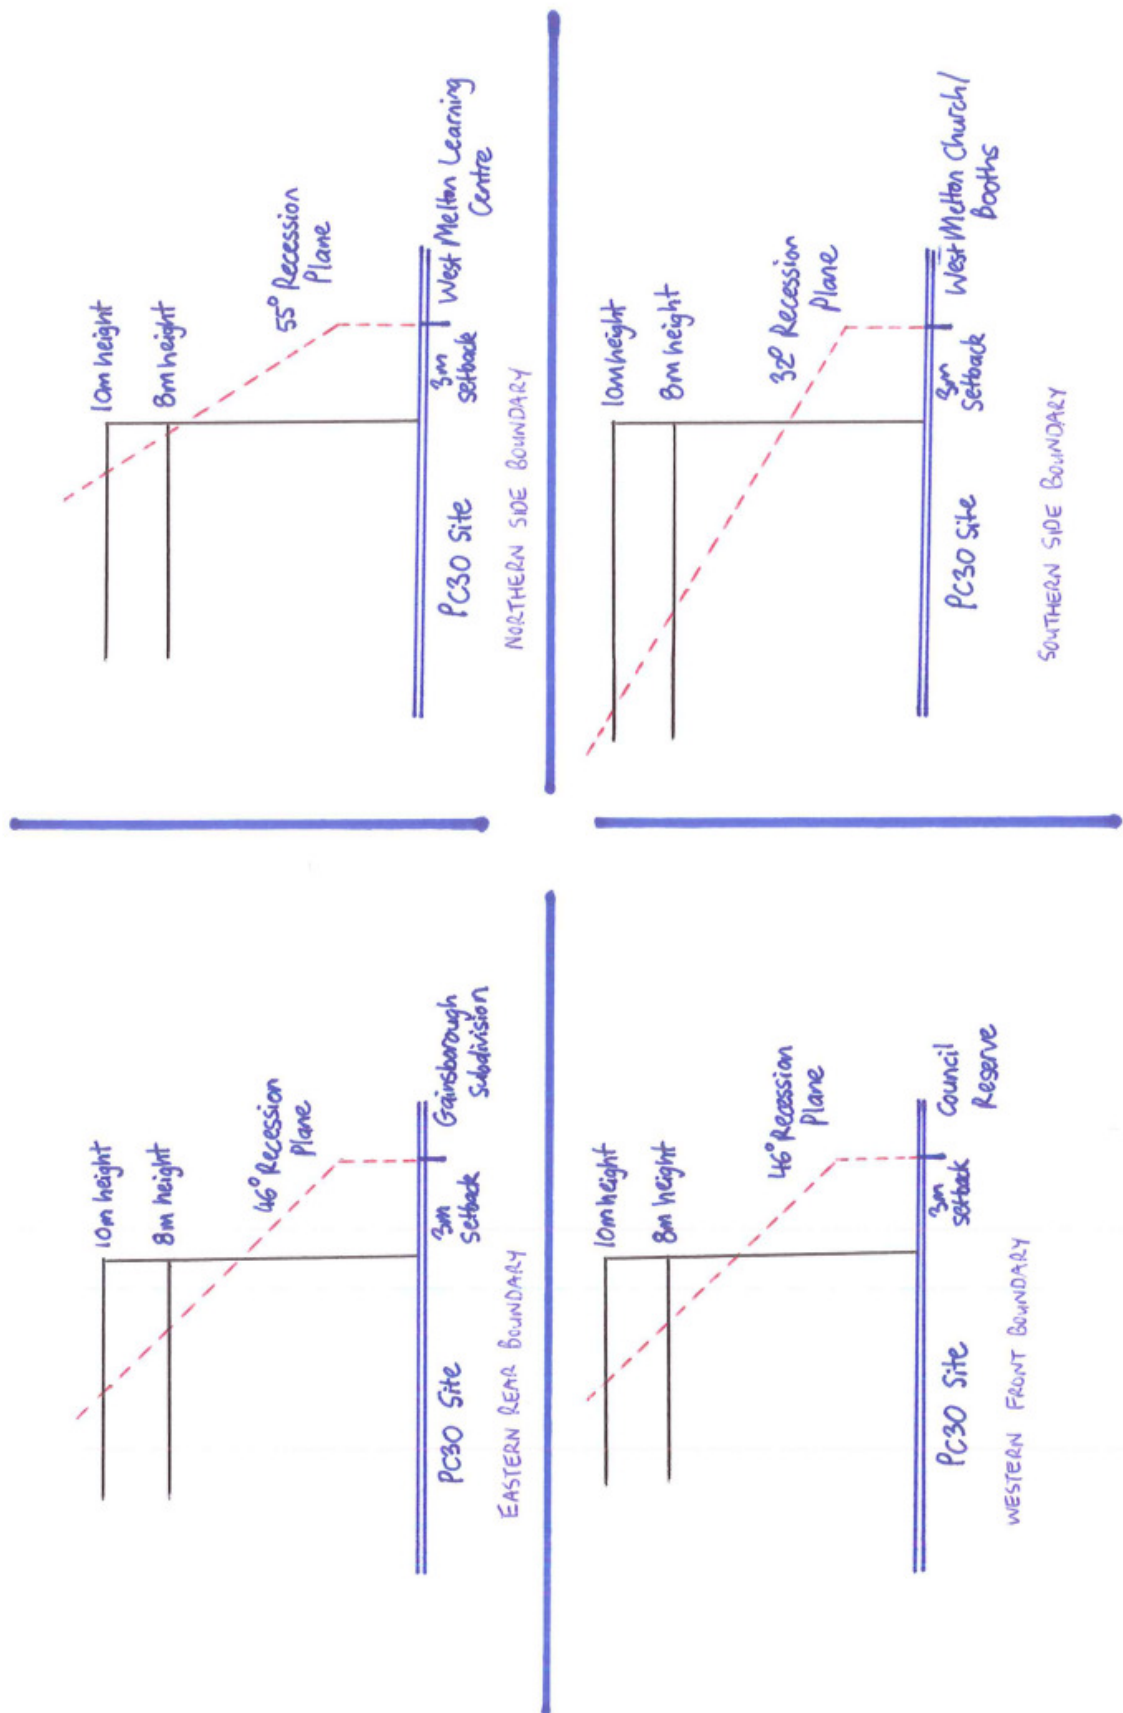 10m height
8m height
46° Recession
Plane
PC30 Site
3m
setback
Gainsborough
Subdivision
EASTERN REAR BOUNDARY
10m height
8m height
55° Recession
Plane
PC30 Site
3m
setback
West Melton Learning
Centre
NORTHERN SIDE BOUNDARY
10m height
8m height
46° Recession
Plane
PC30 Site
3m
setback
Council
Reserve
WESTERN FRONT BOUNDARY
10m height
8m height
32° Recession
Plane
PC30 Site
3m
setback
West Melton Church/
Booths
SOUTHERN SIDE BOUNDARY